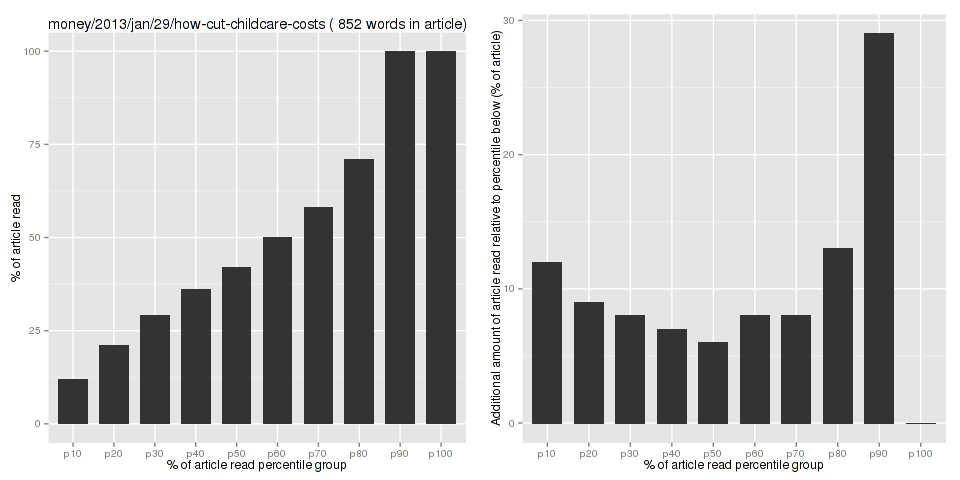 money/2013/jan/29/how-cut-childcare-costs ( 852 words in article)
% of article read
100
75
50
25
0
p10 p20 p30 p40 p50 p60 p70 p80 p90 p100
% of article read percentile group
Additional amount of article read relative to percentile below (% of article)
30
20
10
0
p10 p20 p30 p40 p50 p60 p70 p80 p90 p100
% of article read percentile group